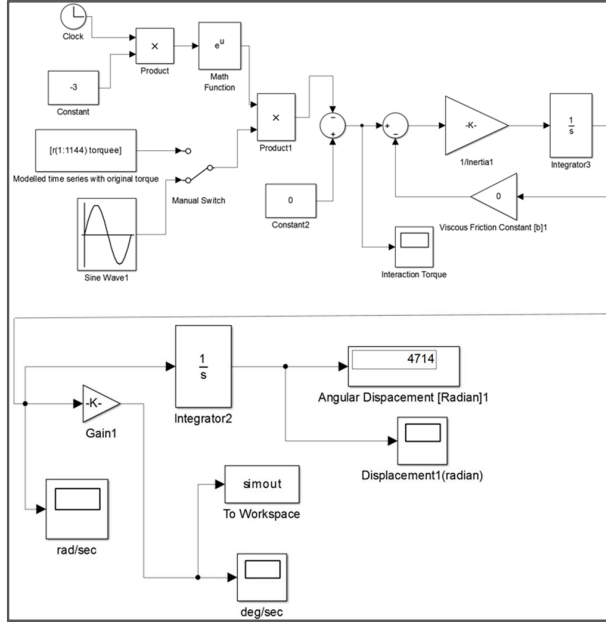 Clock
-3
Constant
×
Product
e^u
Math
Function
[r(1:1144) torquee]
Modelled time series with original torque
Sine Wave1
Manual Switch
×
Product1
0
Constant2
Interaction Torque
-K-
1/Inertia1
1/s
Integrator3
0
Viscous Friction Constant [b]1
-K-
Gain1
1/s
Integrator2
4714
Angular Dispacement [Radian]1
Displacement1(radian)
simout
To Workspace
rad/sec
deg/sec